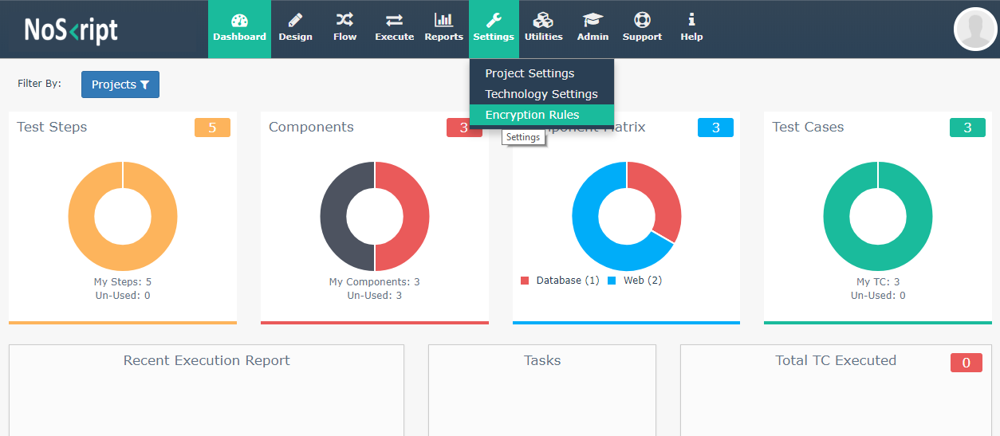 NoScript
Dashboard
Design
Flow
Execute
Reports
Settings
Utilities
Admin
Support
Help
Project Settings
Technology Settings
Encryption Rules
Settings
Filter By:
Projects
Test Steps
5
My Steps: 5
Un-Used: 0
Components
3
My Components: 3
Un-Used: 3
ponent Matrix
3
Database (1)
Web (2)
Test Cases
3
My TC: 3
Un-Used: 0
Recent Execution Report
Tasks
Total TC Executed
0